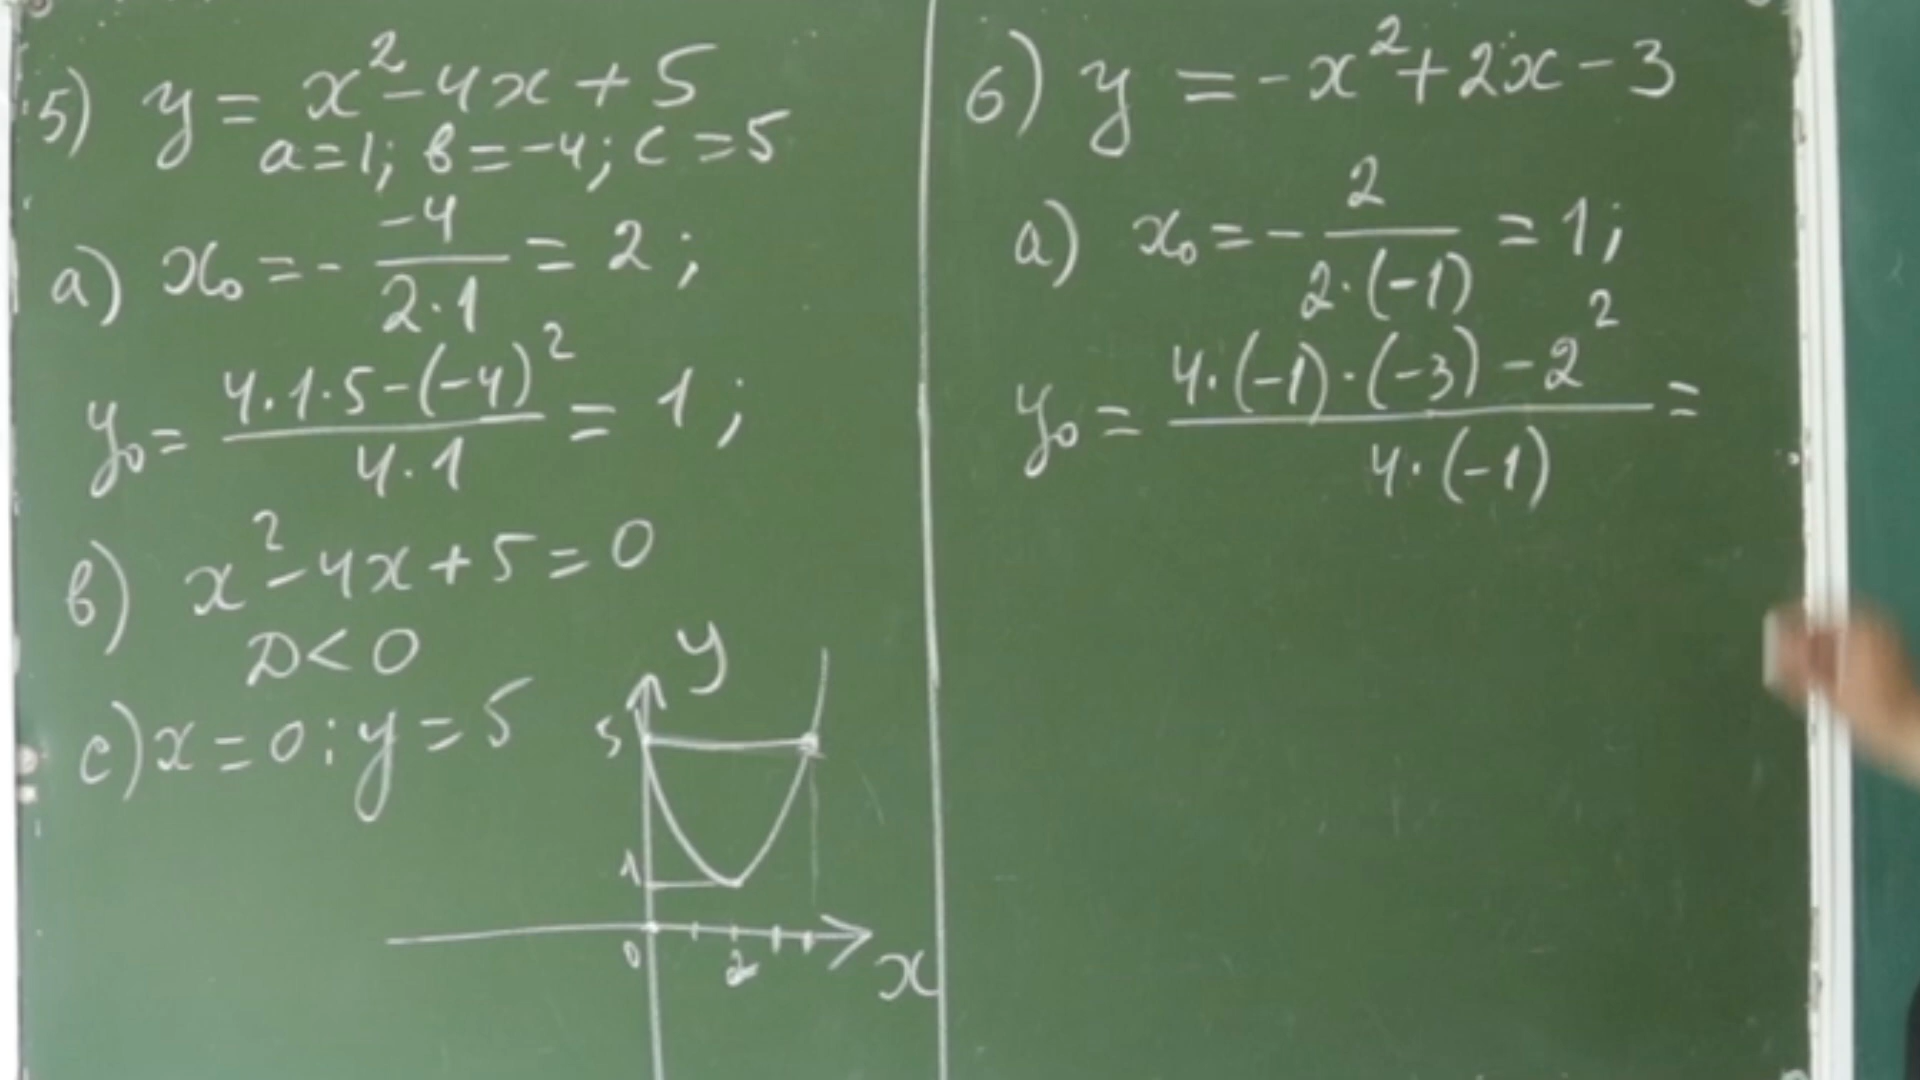 5) y = x² - 4x + 5
a = 1; b = -4; c = 5
a) x₀ = - -4/(2·1) = 2;
y₀ = (4·1·5 - (-4)²)/(4·1) = 1;
b) x² - 4x + 5 = 0
D < 0
c) x = 0; y = 5
y
5
1
0 2 x
6) y = -x² + 2x - 3
a) x₀ = - 2/(2·(-1)) = 1;
y₀ = (4·(-1)·(-3) - 2²)/(4·(-1)) =